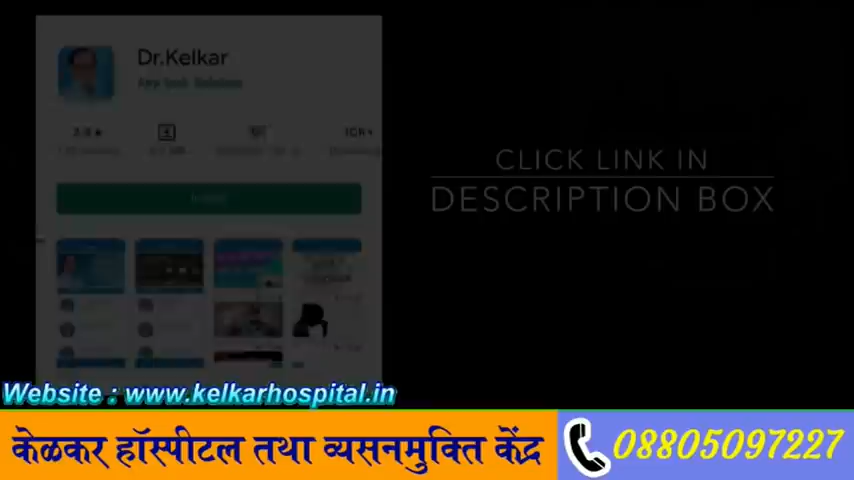 Dr.Kelkar
CLICK LINK IN
DESCRIPTION BOX
Website : www.kelkarhospital.in
केळकर हॉस्पीटल तथा व्यसनमुक्ति केंद्र
08805097227